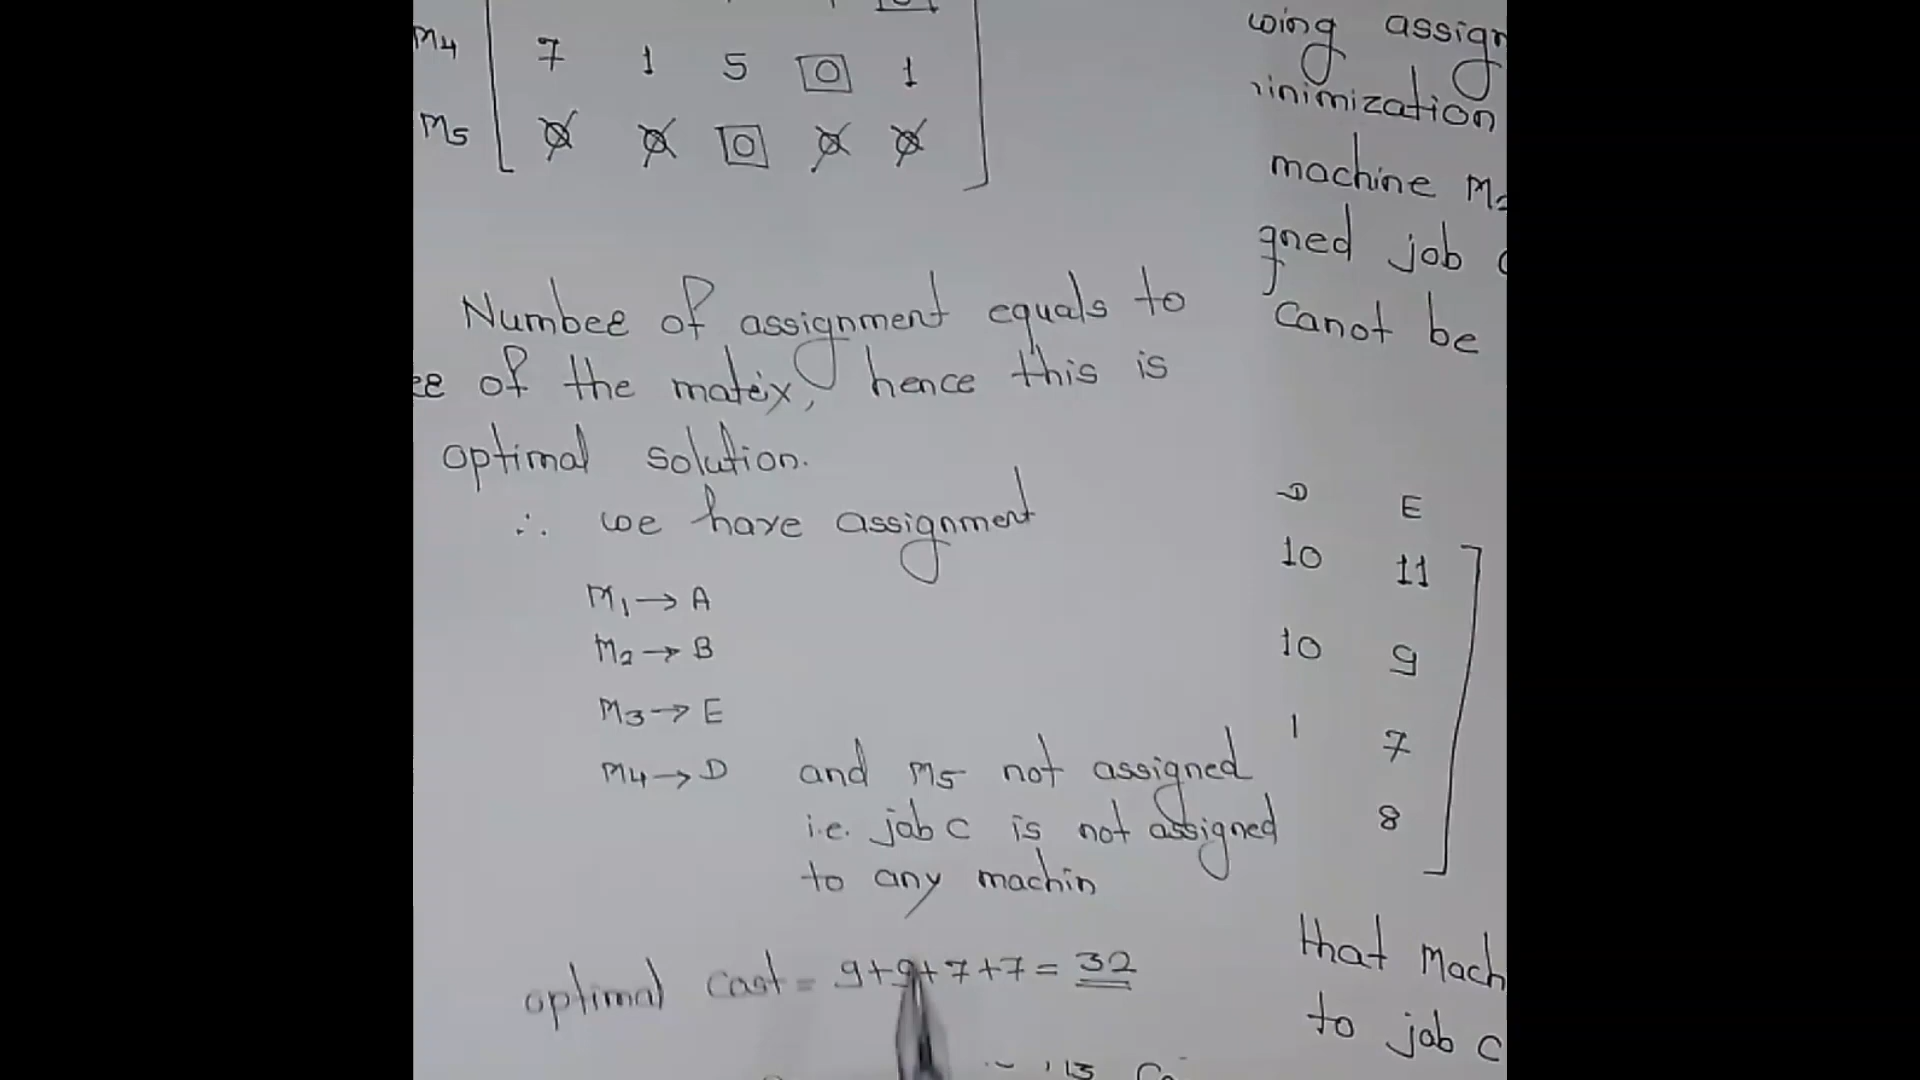 M4 7 1 5 0 1
M5 0 0 0 0 0
Numbee of assignment equals to
of the mateix, hence this is
optimal solution.
∴ we have assignment
M1 → A
M2 → B
M3 → E
M4 → D and M5 not assigned
i.e. job C is not assigned
to any machin
optimal cost = 9+9+7+7 = 32
wing assign
inimization
machine M2
gned job
canot be
D E
10 11
10 9
1 7
8
that Mach
to job C